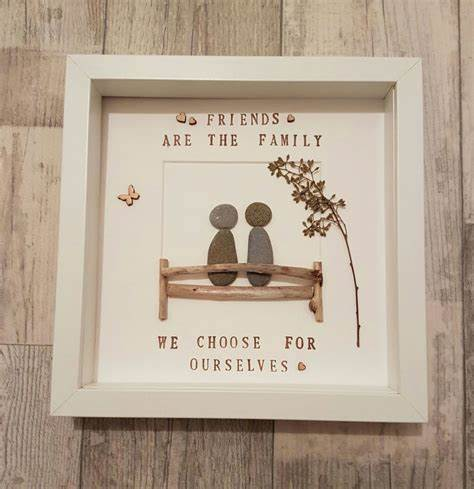 FRIENDS
ARE THE FAMILY
WE CHOOSE FOR
OURSELVES